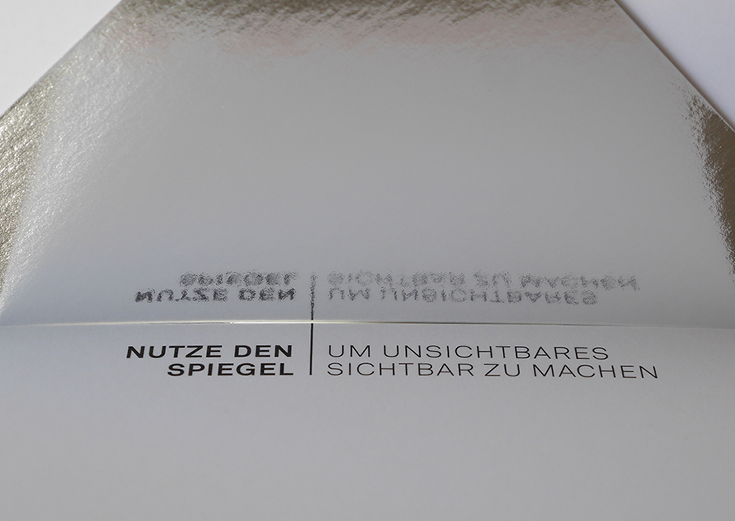 NUTZE DEN
SPIEGEL
UM UNSICHTBARES
SICHTBAR ZU MACHEN